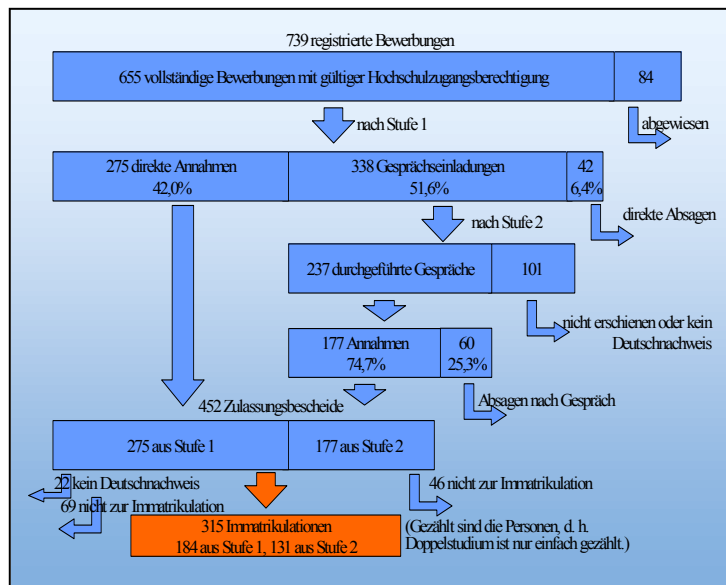 739 registrierte Bewerbungen
655 vollständige Bewerbungen mit gültiger Hochschulzugangsberechtigung
84
nach Stufe 1
abgewiesen
275 direkte Annahmen
42,0%
338 Gesprächseinladungen
51,6%
42
6,4%
nach Stufe 2
direkte Absagen
237 durchgeführte Gespräche
101
nicht erschienen oder kein
Deutschnachweis
177 Annahmen
74,7%
60
25,3%
452 Zulassungsbescheide
Absagen nach Gespräch
275 aus Stufe 1
177 aus Stufe 2
22 kein Deutschnachweis
69 nicht zur Immatrikulation
46 nicht zur Immatrikulation
315 Immatrikulationen
184 aus Stufe 1, 131 aus Stufe 2
(Gezählt sind die Personen, d. h.
Doppelstudium ist nur einfach gezählt.)